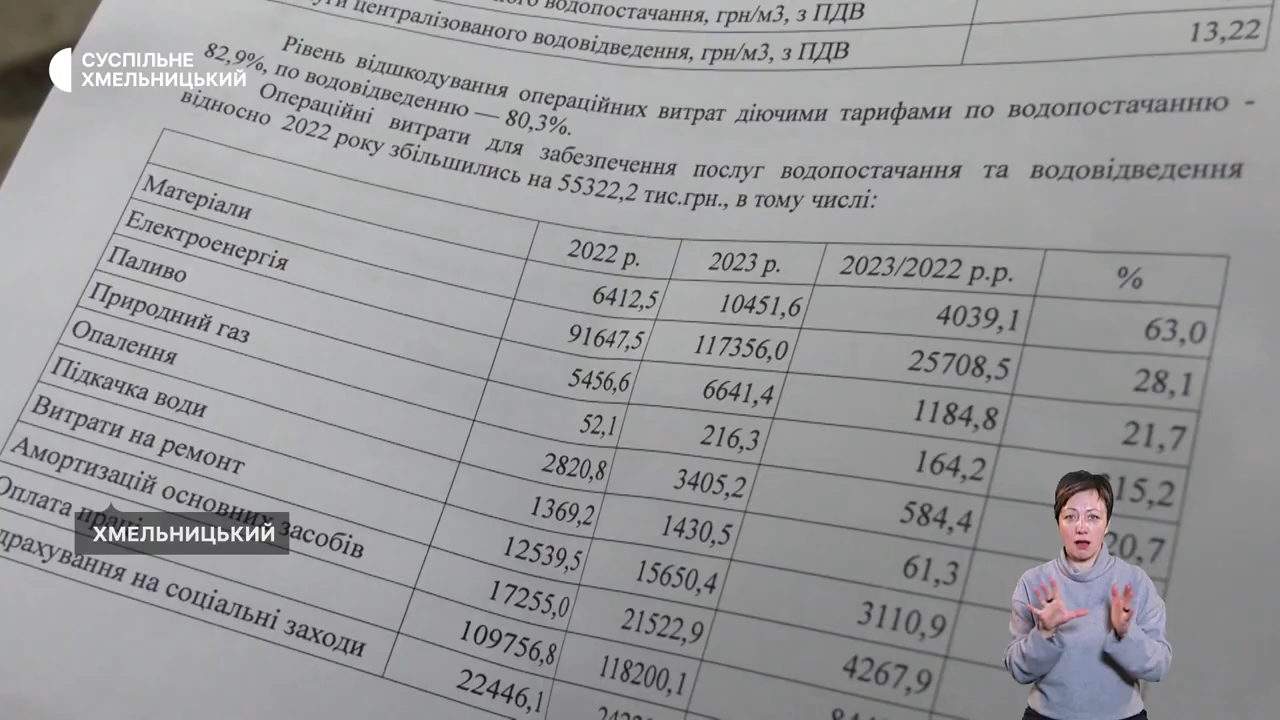 СУСПІЛЬНЕ
ХМЕЛЬНИЦЬКИЙ
водопостачання, грн/м3, з ПДВ
централізованого водовідведення, грн/м3, з ПДВ 13,22
Рівень відшкодування операційних витрат діючими тарифами по водопостачанню -
82,9%, по водовідведенню — 80,3%.
Операційні витрати для забезпечення послуг водопостачання та водовідведення
відносно 2022 року збільшились на 55322,2 тис.грн., в тому числі:
2022 р. 2023 р. 2023/2022 р.р. %
Матеріали 6412,5 10451,6 4039,1 63,0
Електроенергія 91647,5 117356,0 25708,5 28,1
Паливо 5456,6 6641,4 1184,8 21,7
Природний газ 52,1 216,3 164,2 15,2
Опалення 2820,8 3405,2 584,4 20,7
Підкачка води 1369,2 1430,5 61,3
Витрати на ремонт 12539,5 15650,4 3110,9
Амортизацій основних засобів 17255,0 21522,9 4267,9
Оплата праці 109756,8 118200,1
на соціальні заходи 22446,1
ХМЕЛЬНИЦЬКИЙ